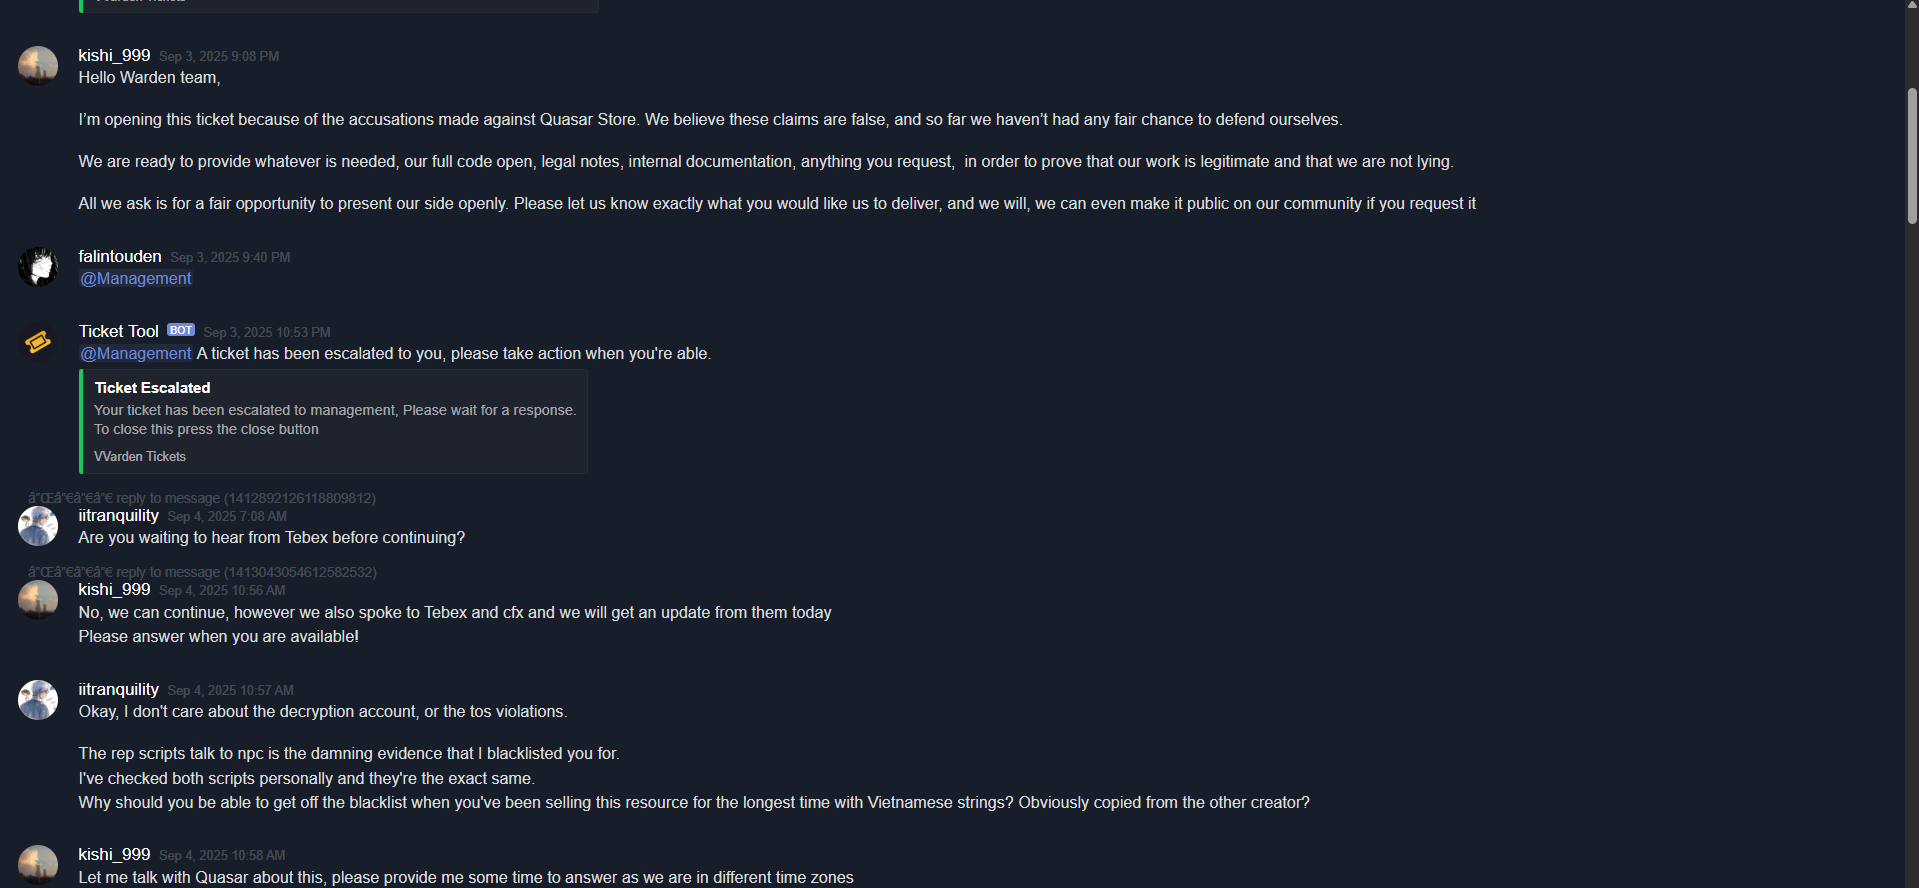 kishi_999 Sep 3, 2025 9:08 PM
Hello Warden team,
I’m opening this ticket because of the accusations made against Quasar Store. We believe these claims are false, and so far we haven’t had any fair chance to defend ourselves.
We are ready to provide whatever is needed, our full code open, legal notes, internal documentation, anything you request,  in order to prove that our work is legitimate and that we are not lying.
All we ask is for a fair opportunity to present our side openly. Please let us know exactly what you would like us to deliver, and we will, we can even make it public on our community if you request it
falintouden Sep 3, 2025 9:40 PM
@Management
Ticket Tool BOT Sep 3, 2025 10:53 PM
@Management A ticket has been escalated to you, please take action when you're able.
Ticket Escalated
Your ticket has been escalated to management, Please wait for a response.
To close this press the close button
VVarden Tickets
â"Œâ"€â"€â"€ reply to message (1412892126118809812)
iitranquility Sep 4, 2025 7:08 AM
Are you waiting to hear from Tebex before continuing?
â"Œâ"€â"€â"€ reply to message (1413043054612582532)
kishi_999 Sep 4, 2025 10:56 AM
No, we can continue, however we also spoke to Tebex and cfx and we will get an update from them today
Please answer when you are available!
iitranquility Sep 4, 2025 10:57 AM
Okay, I don't care about the decryption account, or the tos violations.
The rep scripts talk to npc is the damning evidence that I blacklisted you for.
I've checked both scripts personally and they're the exact same.
Why should you be able to get off the blacklist when you've been selling this resource for the longest time with Vietnamese strings? Obviously copied from the other creator?
kishi_999 Sep 4, 2025 10:58 AM
Let me talk with Quasar about this, please provide me some time to answer as we are in different time zones